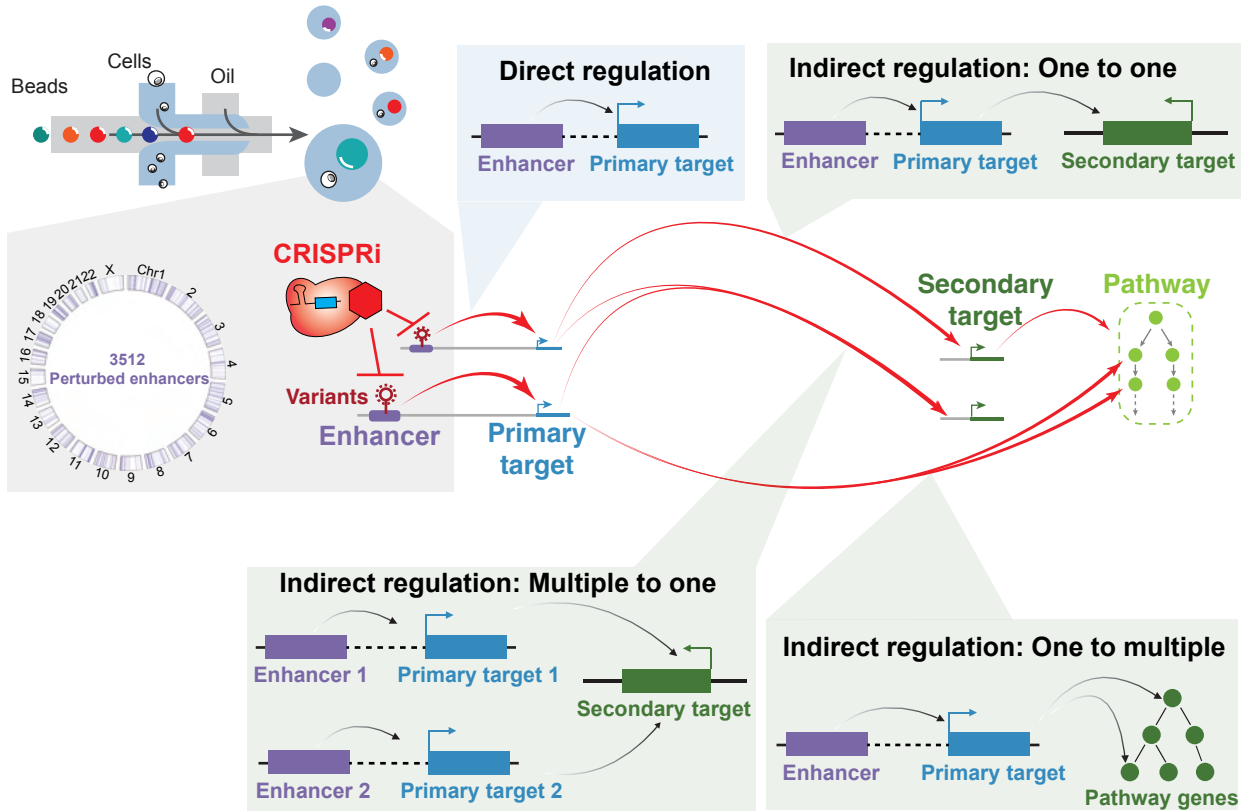 Cells
Oil
Beads
Direct regulation
Enhancer
Primary target
Indirect regulation: One to one
Enhancer
Primary target
Secondary target
Chr1
2
3
4
5
6
7
8
9
10
11
12
13
14
15
16
17
18
19
20
21
22
X
3512
Perturbed enhancers
CRISPRi
Variants
Enhancer
Primary
target
Secondary
target
Pathway
Indirect regulation: Multiple to one
Enhancer 1
Primary target 1
Secondary target
Enhancer 2
Primary target 2
Indirect regulation: One to multiple
Enhancer
Primary target
Pathway genes